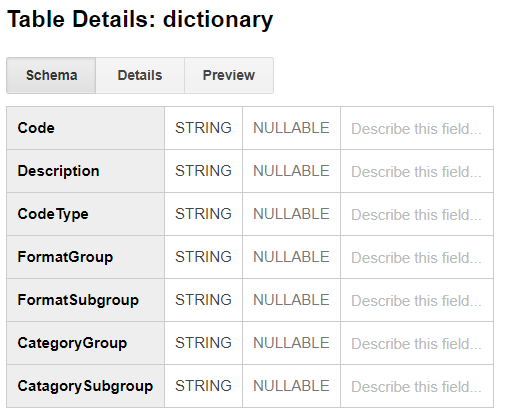 Table Details: dictionary
Schema Details Preview
Code STRING NULLABLE Describe this field...
Description STRING NULLABLE Describe this field...
CodeType STRING NULLABLE Describe this field...
FormatGroup STRING NULLABLE Describe this field...
FormatSubgroup STRING NULLABLE Describe this field...
CategoryGroup STRING NULLABLE Describe this field...
CatagorySubgroup STRING NULLABLE Describe this field...